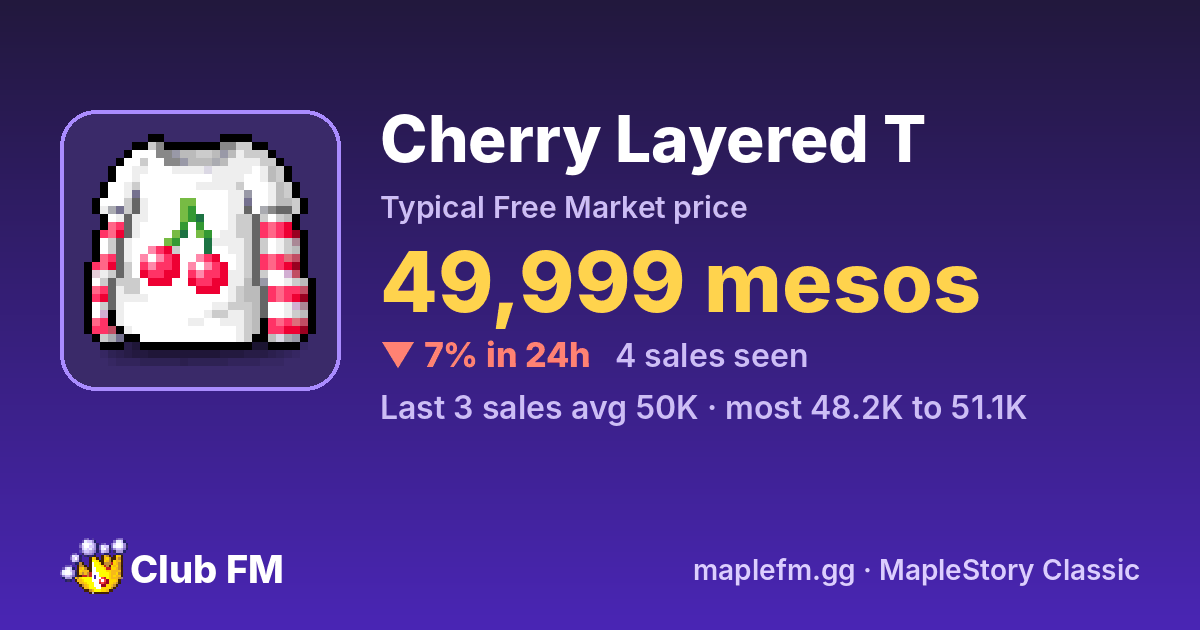 Cherry Layered T
Typical Free Market price
49,999 mesos
▼ 7% in 24h 4 sales seen
Last 3 sales avg 50K · most 48.2K to 51.1K
Club FM
maplefm.gg · MapleStory Classic